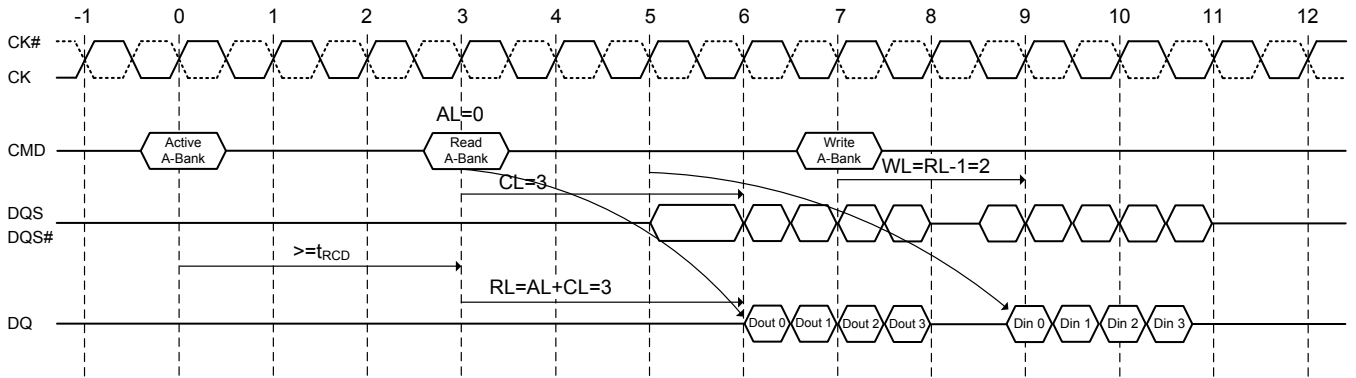 -1 0 1 2 3 4 5 6 7 8 9 10 11 12
CK#
CK
AL=0
CMD
Active
A-Bank
Read
A-Bank
Write
A-Bank
WL=RL-1=2
CL=3
DQS
DQS#
>=tRCD
RL=AL+CL=3
DQ
Dout 0 Dout 1 Dout 2 Dout 3 Din 0 Din 1 Din 2 Din 3